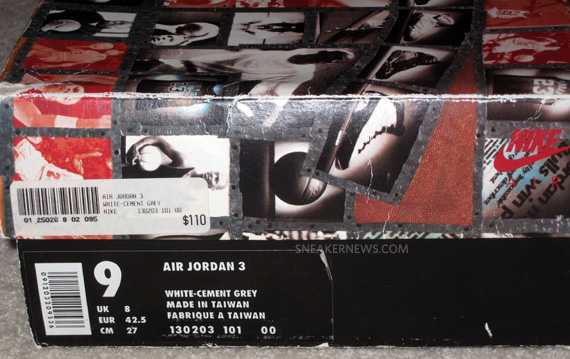 NIKE
01 25028 8 02 095
AIR JORDAN 3
WHITE-CEMENT GREY
NIKE 130203 101 00
$110
SNEAKERNEWS.COM
091203209536
9
AIR JORDAN 3
UK 8
EUR 42.5
CM 27
WHITE-CEMENT GREY
MADE IN TAIWAN
FABRIQUE A TAIWAN
130203 101 00